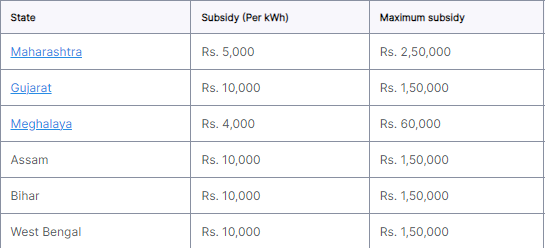 State Subsidy (Per kWh) Maximum subsidy
Maharashtra Rs. 5,000 Rs. 2,50,000
Gujarat Rs. 10,000 Rs. 1,50,000
Meghalaya Rs. 4,000 Rs. 60,000
Assam Rs. 10,000 Rs. 1,50,000
Bihar Rs. 10,000 Rs. 1,50,000
West Bengal Rs. 10,000 Rs. 1,50,000